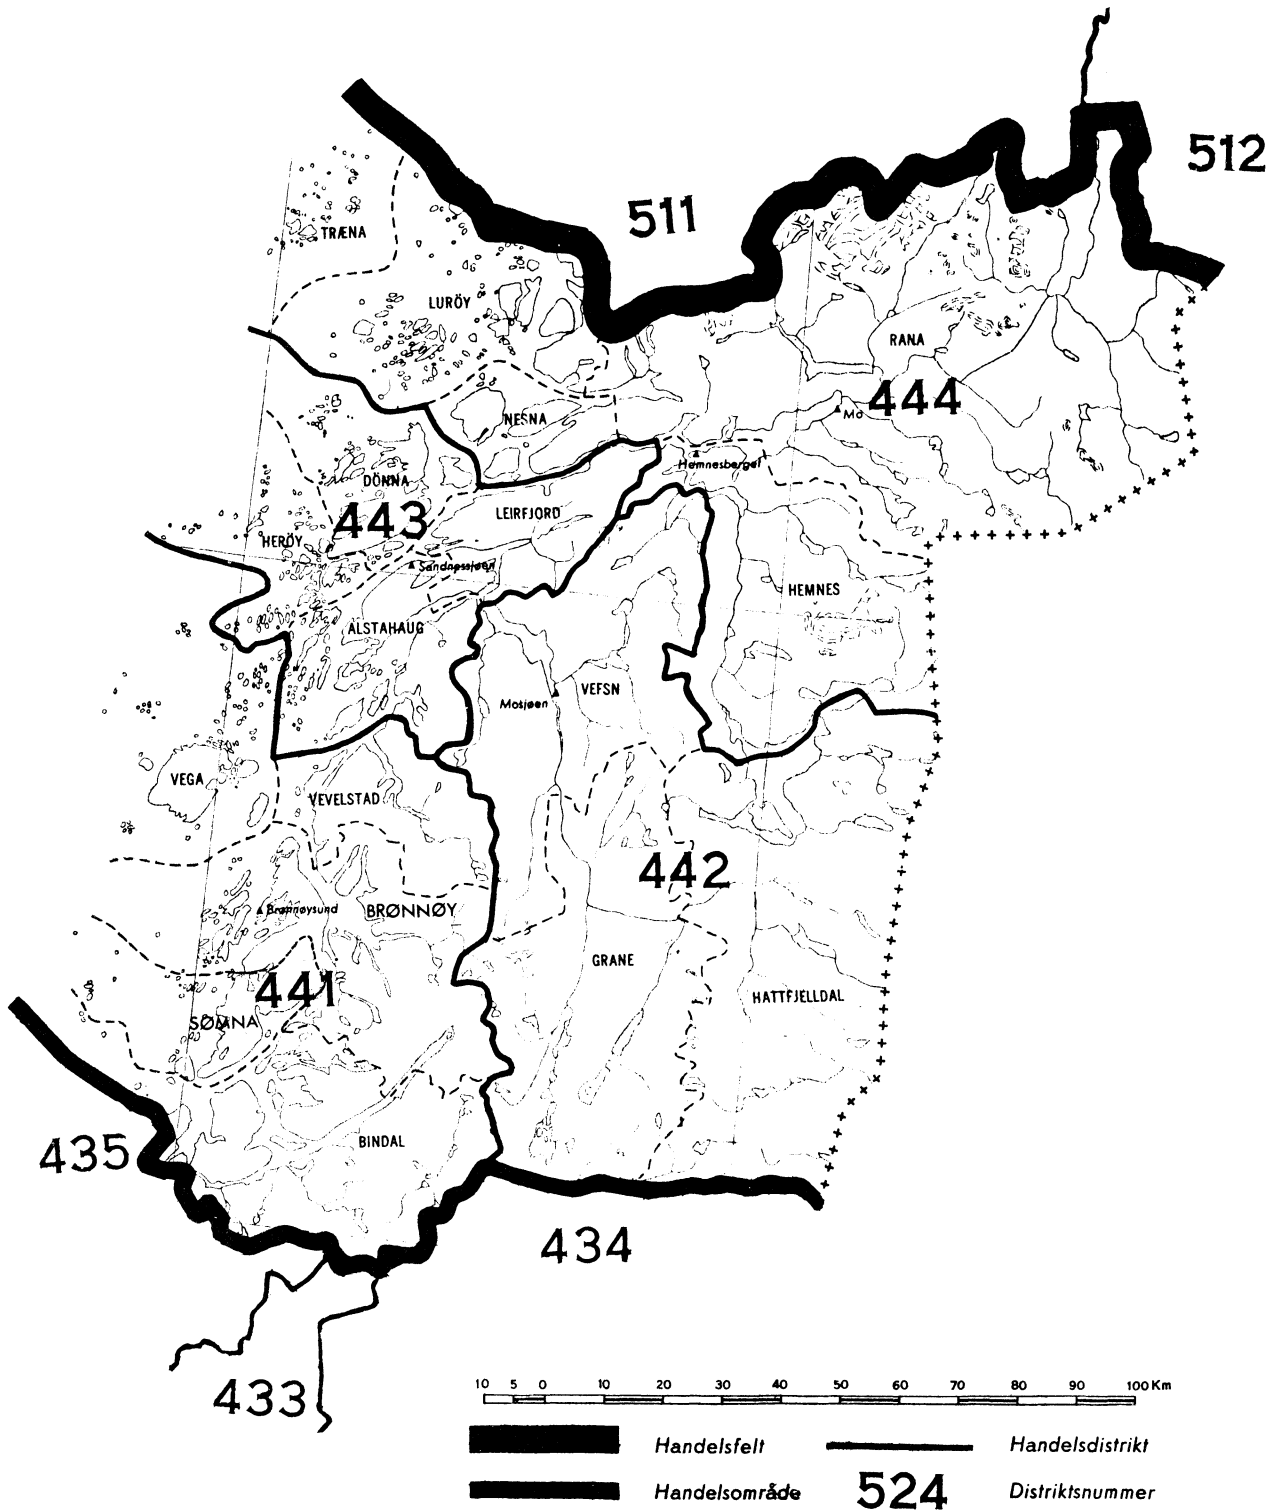 512
511
TRÆNA
LURÖY
RANA
444
Mo
NESNA
Hemnesberget
DÖNNA
LEIRFJORD
443
HERÖY
Sandnessjøen
HEMNES
ALSTAHAUG
VEFSN
Mosjøen
VEGA
VEVELSTAD
442
Brønnøysund
BRØNNØY
GRANE
441
HATTFJELLDAL
SØMNA
BINDAL
435
434
433
10 5 0 10 20 30 40 50 60 70 80 90 100 Km
Handelsfelt
Handelsdistrikt
Handelsområde
524
Distriktsnummer